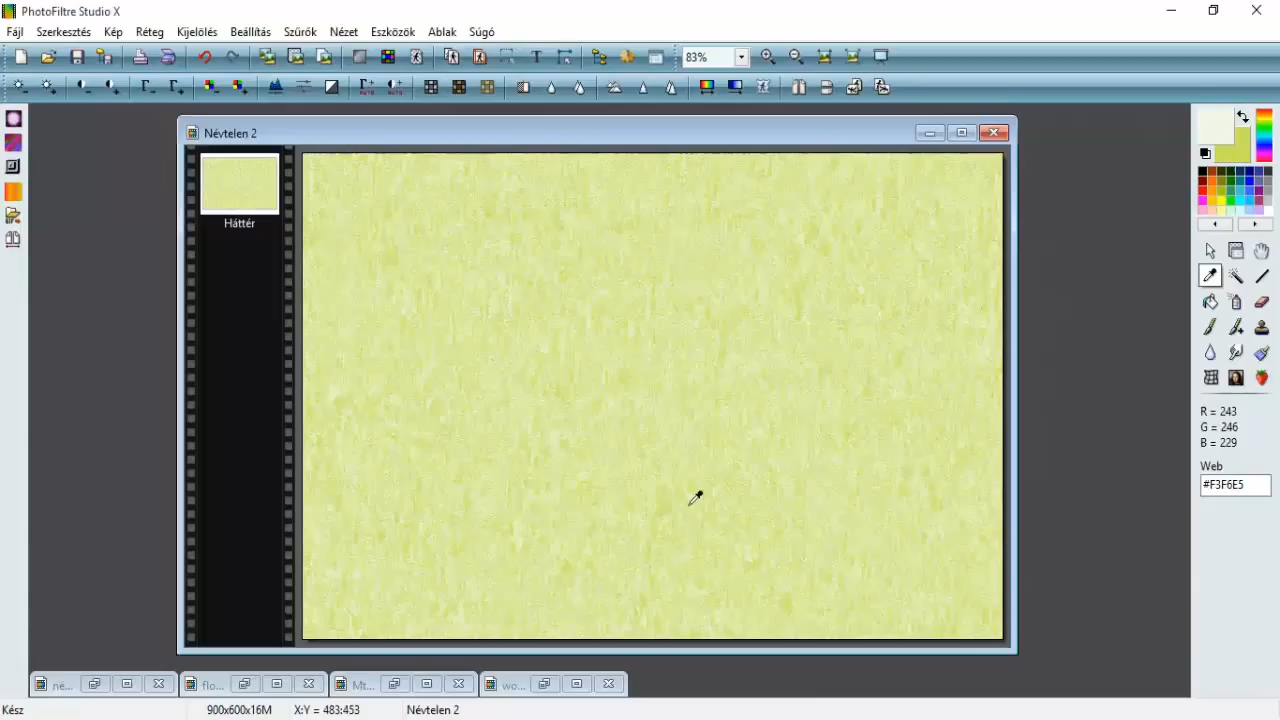 PhotoFiltre Studio X
Fájl Szerkesztés Kép Réteg Kijelölés Beállítás Szűrők Nézet Eszközök Ablak Súgó
83%
Névtelen 2
Háttér
R = 243
G = 246
B = 229
Web
#F3F6E5
né... flo... Mt... wo...
Kész 900x600x16M X:Y = 483:453 Névtelen 2